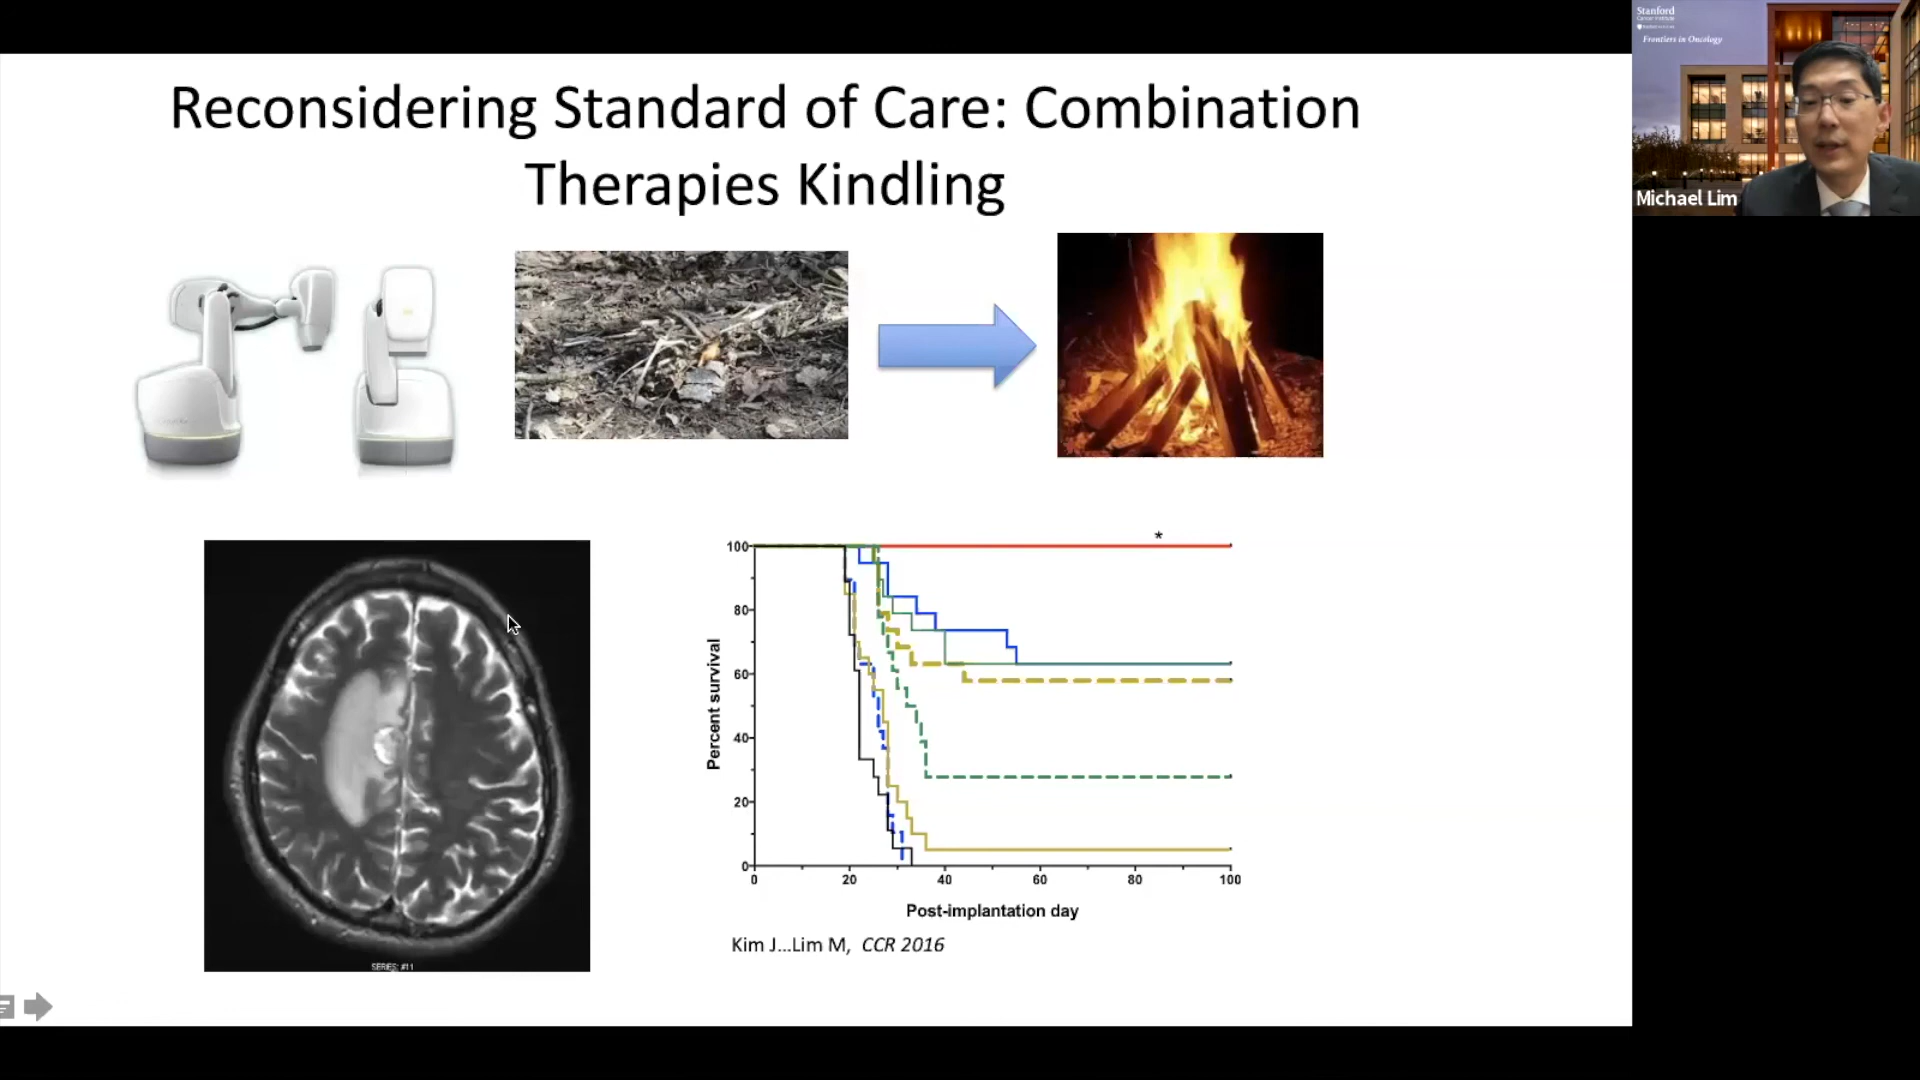 Reconsidering Standard of Care: Combination
Therapies Kindling
Stanford
Frontiers in Oncology
Michael Lim
*
100
80
60
40
20
0
Percent survival
0 20 40 60 80 100
Post-implantation day
Kim J...Lim M, CCR 2016
SERIES: #11